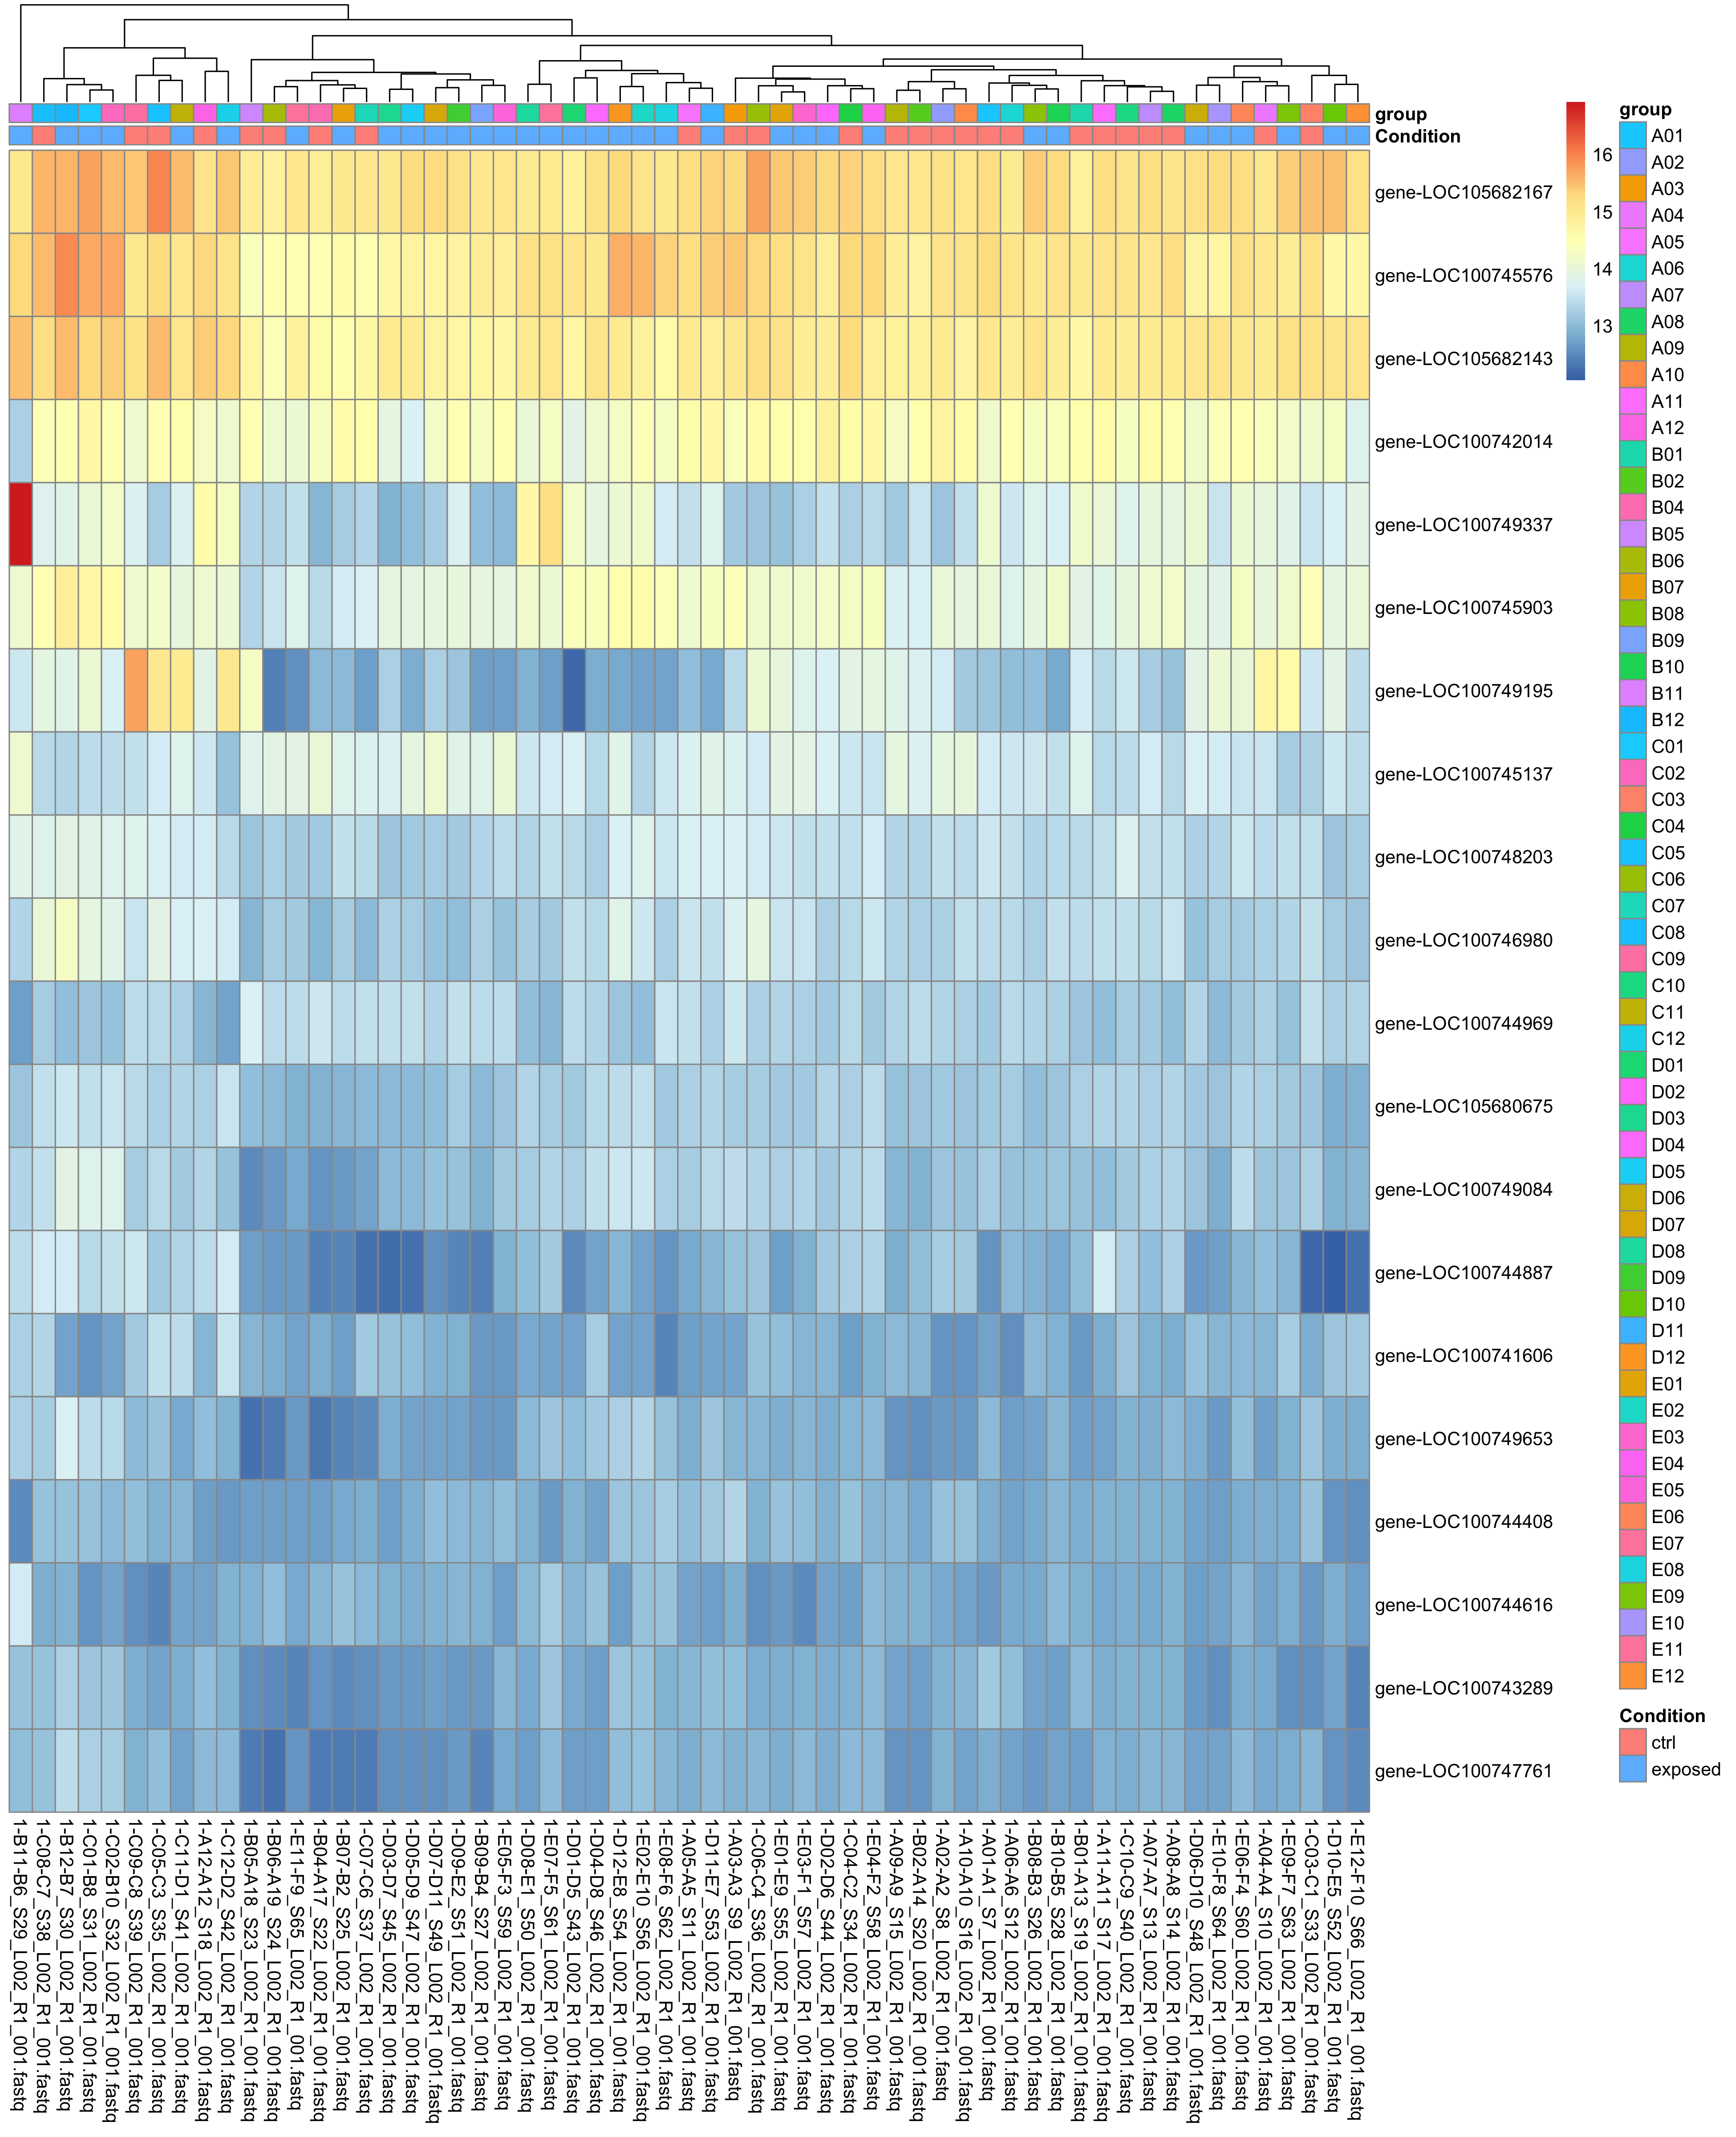 group
Condition
gene-LOC105682167
gene-LOC100745576
gene-LOC105682143
gene-LOC100742014
gene-LOC100749337
gene-LOC100745903
gene-LOC100749195
gene-LOC100745137
gene-LOC100748203
gene-LOC100746980
gene-LOC100744969
gene-LOC105680675
gene-LOC100749084
gene-LOC100744887
gene-LOC100741606
gene-LOC100749653
gene-LOC100744408
gene-LOC100744616
gene-LOC100743289
gene-LOC100747761
1-B11-B6_S29_L002_R1_001.fastq
1-C08-C7_S38_L002_R1_001.fastq
1-B12-B7_S30_L002_R1_001.fastq
1-C01-B8_S31_L002_R1_001.fastq
1-C02-B10_S32_L002_R1_001.fastq
1-C09-C8_S39_L002_R1_001.fastq
1-C05-C3_S35_L002_R1_001.fastq
1-C11-D1_S41_L002_R1_001.fastq
1-A12-A12_S18_L002_R1_001.fastq
1-C12-D2_S42_L002_R1_001.fastq
1-B05-A18_S23_L002_R1_001.fastq
1-B06-A19_S24_L002_R1_001.fastq
1-E11-F9_S65_L002_R1_001.fastq
1-B04-A17_S22_L002_R1_001.fastq
1-B07-B2_S25_L002_R1_001.fastq
1-C07-C6_S37_L002_R1_001.fastq
1-D03-D7_S45_L002_R1_001.fastq
1-D05-D9_S47_L002_R1_001.fastq
1-D07-D11_S49_L002_R1_001.fastq
1-D09-E2_S51_L002_R1_001.fastq
1-B09-B4_S27_L002_R1_001.fastq
1-E05-F3_S59_L002_R1_001.fastq
1-D08-E1_S50_L002_R1_001.fastq
1-E07-F5_S61_L002_R1_001.fastq
1-D01-D5_S43_L002_R1_001.fastq
1-D04-D8_S46_L002_R1_001.fastq
1-D12-E8_S54_L002_R1_001.fastq
1-E02-E10_S56_L002_R1_001.fastq
1-E08-F6_S62_L002_R1_001.fastq
1-A05-A5_S11_L002_R1_001.fastq
1-D11-E7_S53_L002_R1_001.fastq
1-A03-A3_S9_L002_R1_001.fastq
1-C06-C4_S36_L002_R1_001.fastq
1-E01-E9_S55_L002_R1_001.fastq
1-E03-F1_S57_L002_R1_001.fastq
1-D02-D6_S44_L002_R1_001.fastq
1-C04-C2_S34_L002_R1_001.fastq
1-E04-F2_S58_L002_R1_001.fastq
1-A09-A9_S15_L002_R1_001.fastq
1-B02-A14_S20_L002_R1_001.fastq
1-A02-A2_S8_L002_R1_001.fastq
1-A10-A10_S16_L002_R1_001.fastq
1-A01-A1_S7_L002_R1_001.fastq
1-A06-A6_S12_L002_R1_001.fastq
1-B08-B3_S26_L002_R1_001.fastq
1-B10-B5_S28_L002_R1_001.fastq
1-B01-A13_S19_L002_R1_001.fastq
1-A11-A11_S17_L002_R1_001.fastq
1-C10-C9_S40_L002_R1_001.fastq
1-A07-A7_S13_L002_R1_001.fastq
1-A08-A8_S14_L002_R1_001.fastq
1-D06-D10_S48_L002_R1_001.fastq
1-E10-F8_S64_L002_R1_001.fastq
1-E06-F4_S60_L002_R1_001.fastq
1-A04-A4_S10_L002_R1_001.fastq
1-E09-F7_S63_L002_R1_001.fastq
1-C03-C1_S33_L002_R1_001.fastq
1-D10-E5_S52_L002_R1_001.fastq
1-E12-F10_S66_L002_R1_001.fastq
16
15
14
13
group
A01
A02
A03
A04
A05
A06
A07
A08
A09
A10
A11
A12
B01
B02
B04
B05
B06
B07
B08
B09
B10
B11
B12
C01
C02
C03
C04
C05
C06
C07
C08
C09
C10
C11
C12
D01
D02
D03
D04
D05
D06
D07
D08
D09
D10
D11
D12
E01
E02
E03
E04
E05
E06
E07
E08
E09
E10
E11
E12
Condition
ctrl
exposed